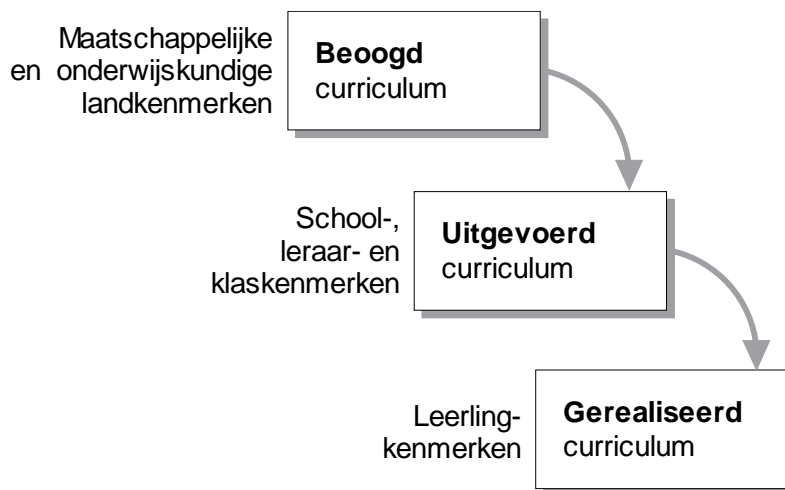 Maatschappelijke
en onderwijskundige
landkenmerken
Beoogd
curriculum
School-,
leraar- en
klaskenmerken
Uitgevoerd
curriculum
Leerling-
kenmerken
Gerealiseerd
curriculum